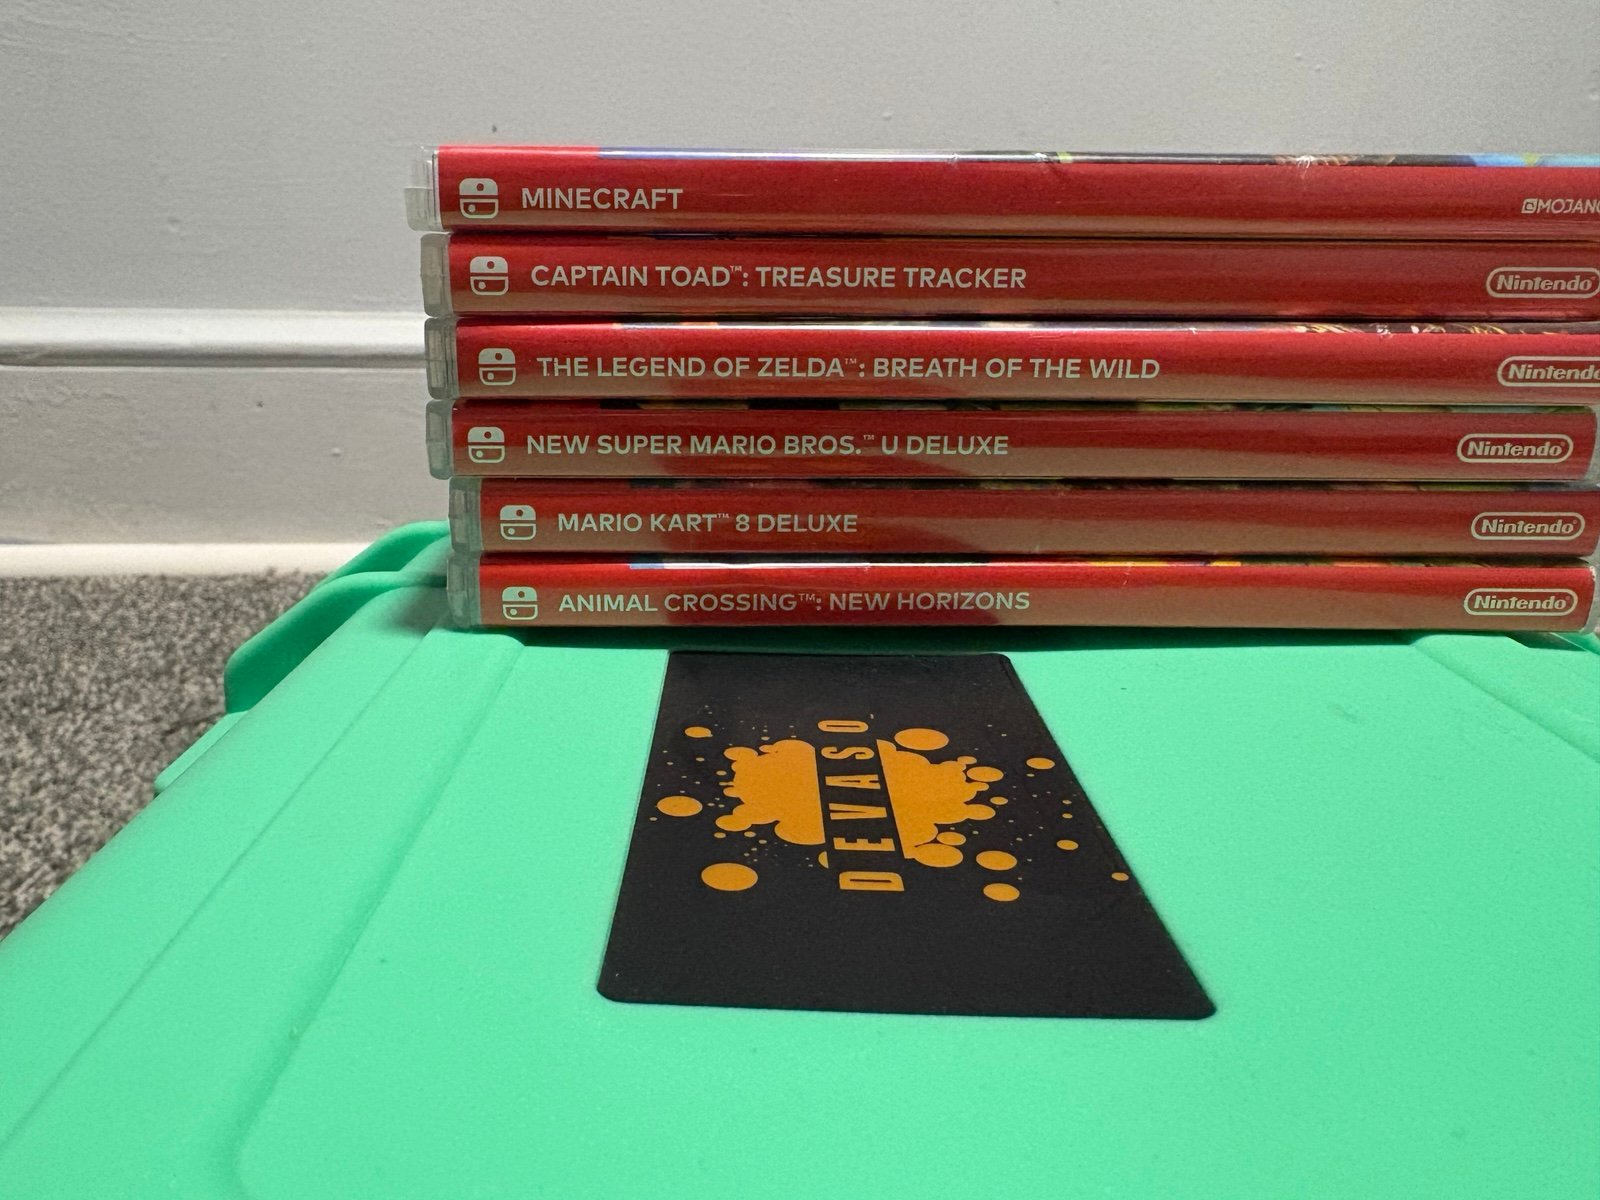 MINECRAFT
MOJANG
CAPTAIN TOAD™: TREASURE TRACKER
Nintendo
THE LEGEND OF ZELDA™: BREATH OF THE WILD
Nintendo
NEW SUPER MARIO BROS.™ U DELUXE
Nintendo
MARIO KART™ 8 DELUXE
Nintendo
ANIMAL CROSSING™: NEW HORIZONS
Nintendo
DEVASO